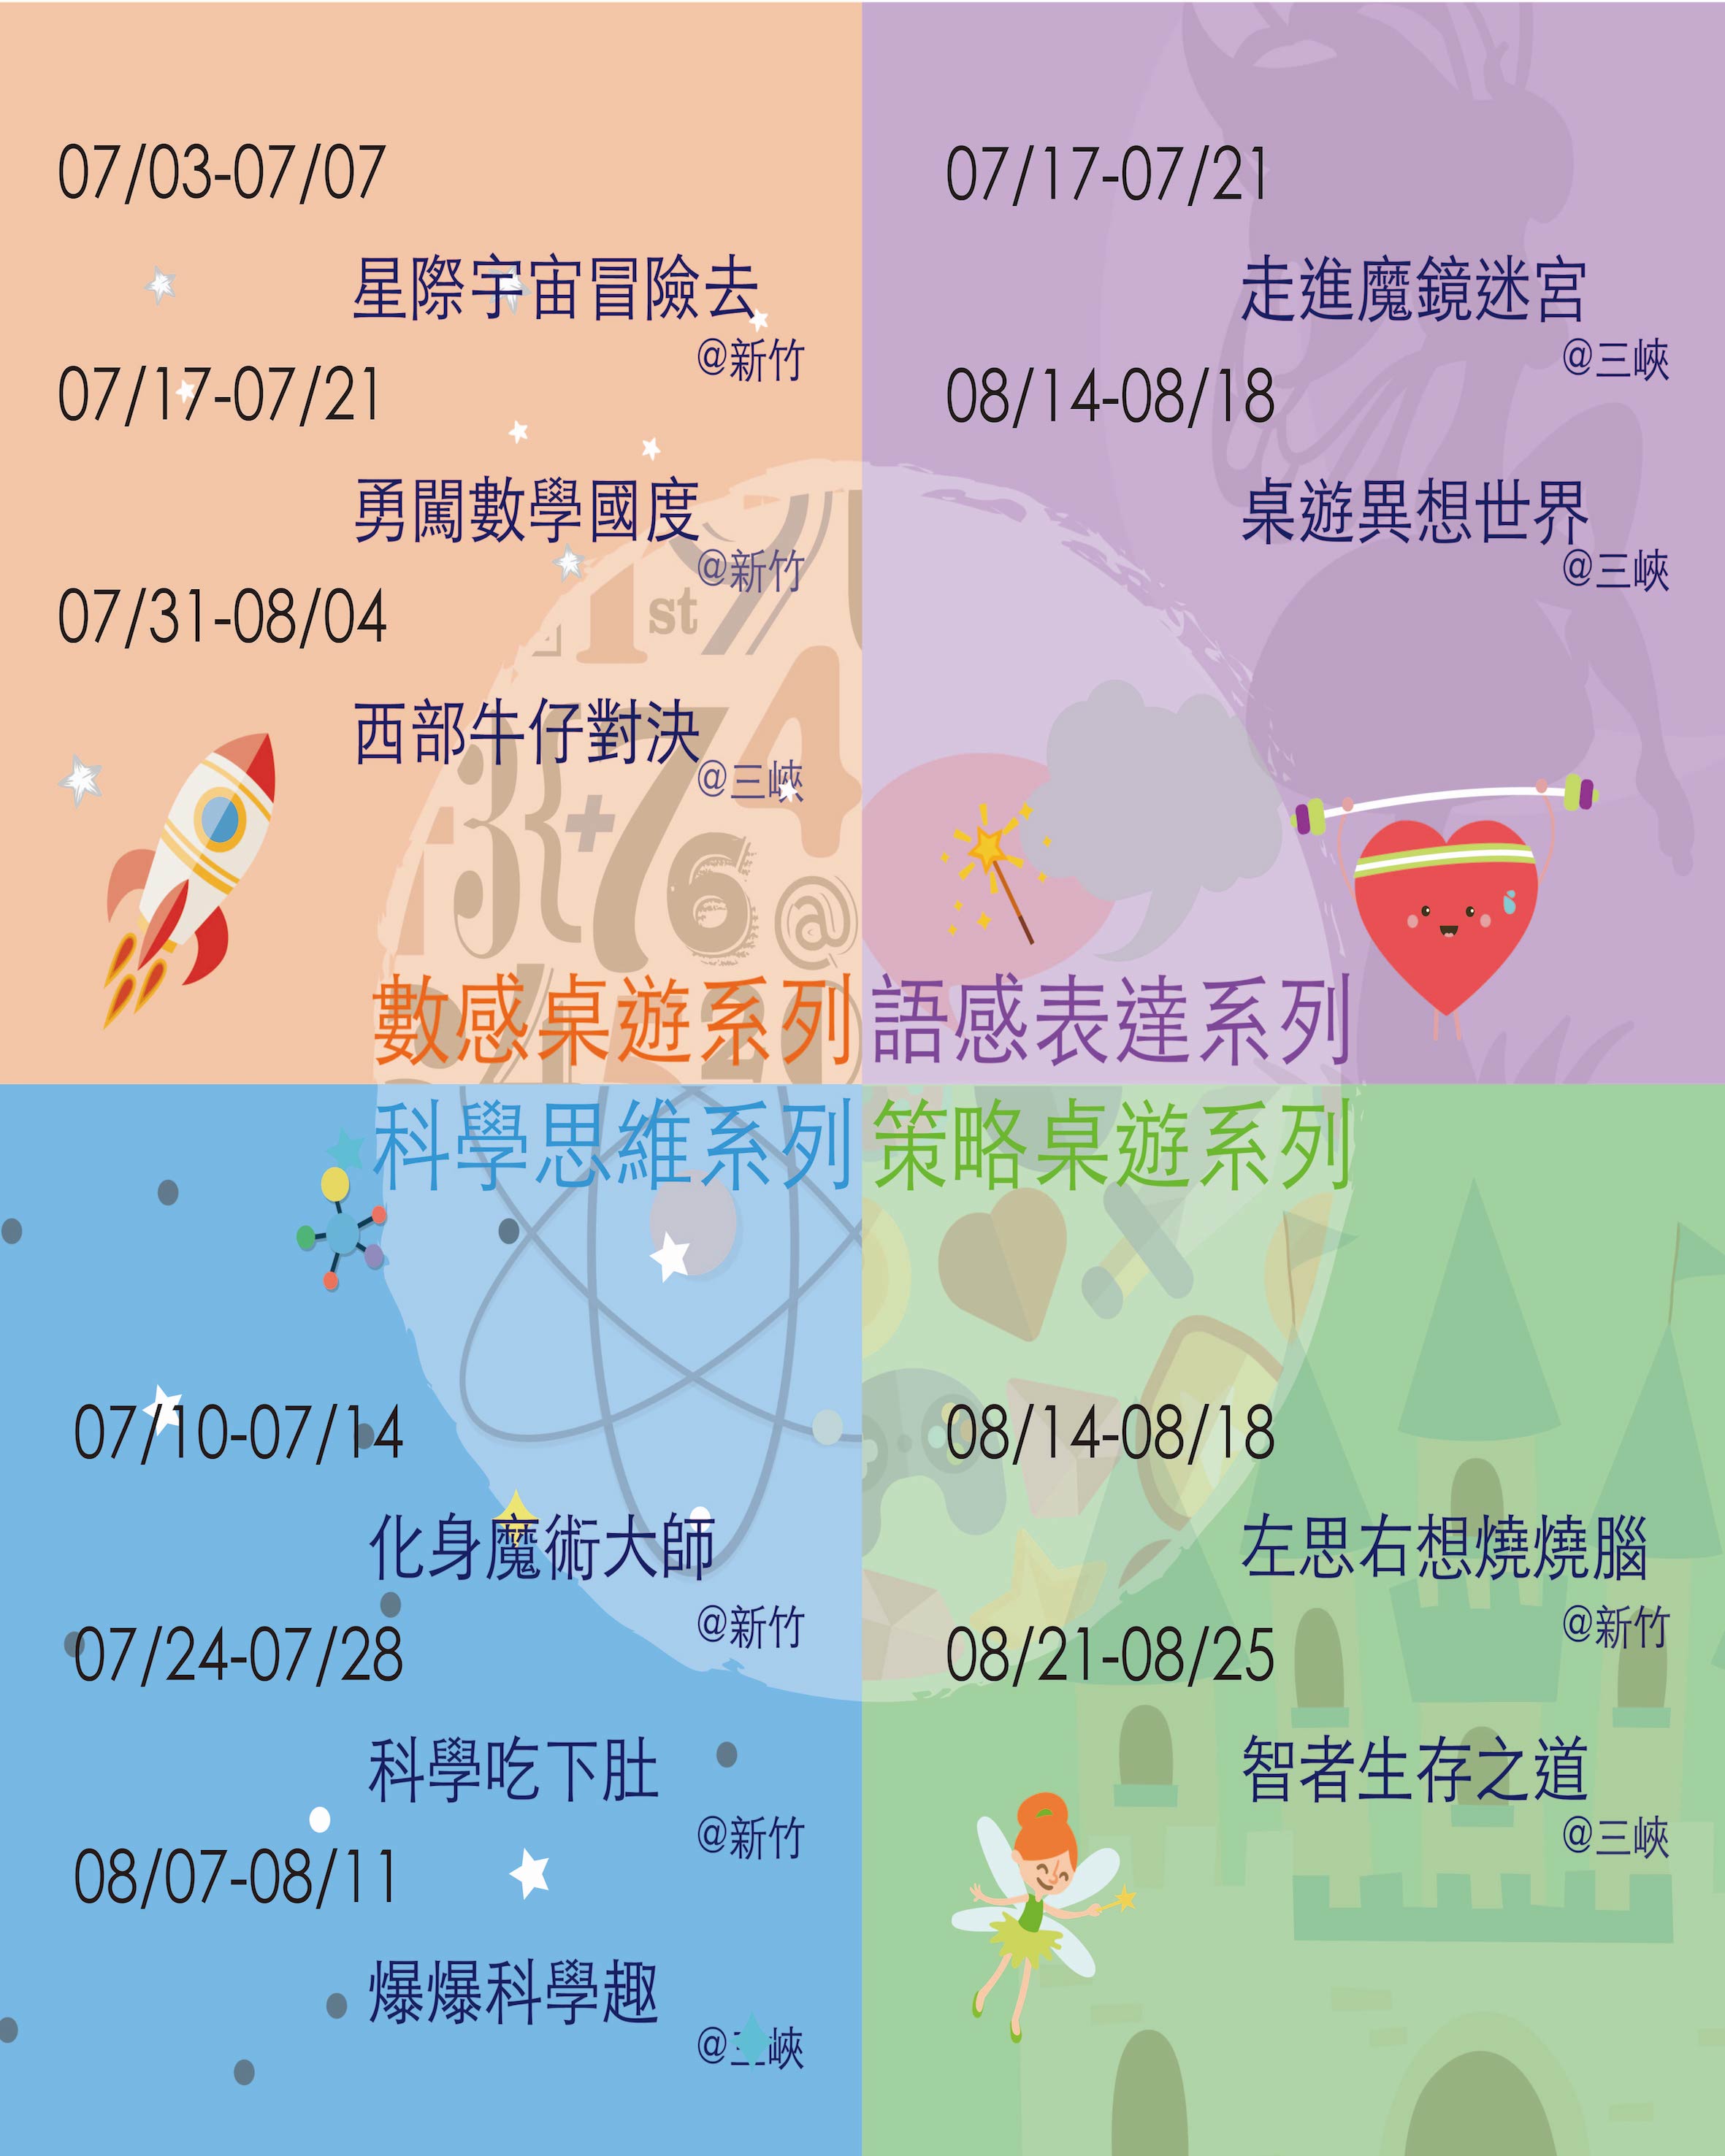 07/03-07/07
星際宇宙冒險去
@新竹
07/17-07/21
勇闖數學國度
@新竹
07/31-08/04
西部牛仔對決
@三峽
數感桌遊系列
07/17-07/21
走進魔鏡迷宮
@三峽
08/14-08/18
桌遊異想世界
@三峽
語感表達系列
科學思維系列
07/10-07/14
化身魔術大師
@新竹
07/24-07/28
科學吃下肚
@新竹
08/07-08/11
爆爆科學趣
@三峽
策略桌遊系列
08/14-08/18
左思右想燒燒腦
@新竹
08/21-08/25
智者生存之道
@三峽
1st
3{+76@
4